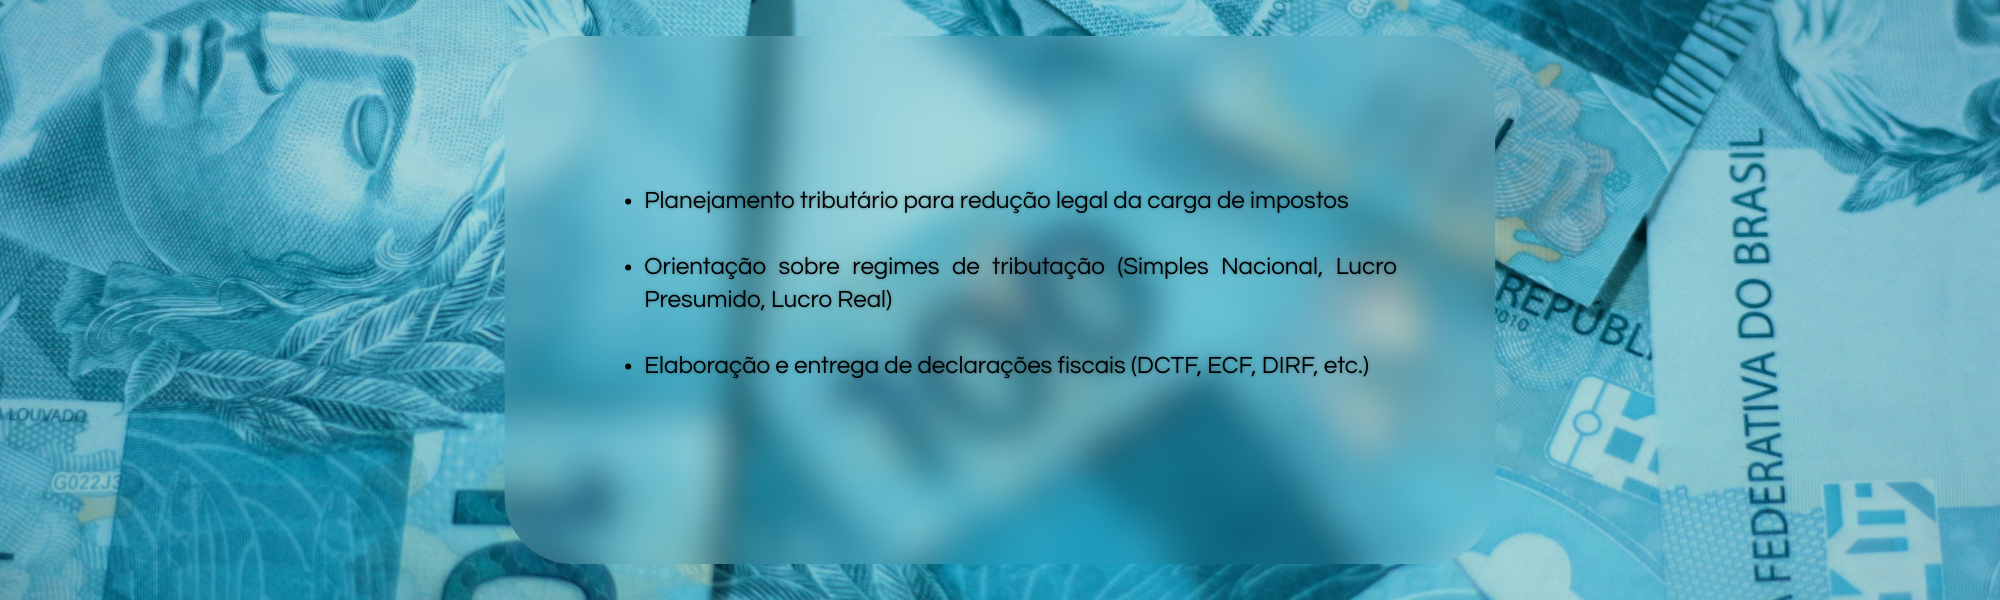 • Planejamento tributário para redução legal da carga de impostos
• Orientação sobre regimes de tributação (Simples Nacional, Lucro
Presumido, Lucro Real)
• Elaboração e entrega de declarações fiscais (DCTF, ECF, DIRF, etc.)
LOUVADO
G022J3
100
REPÚBL
2010
FEDERATIVA DO BRASIL